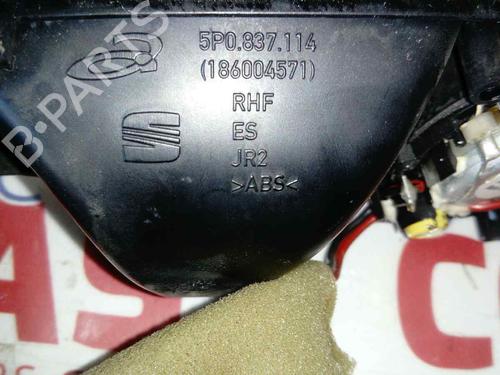 5P0.837.114
(186004571)
RHF
ES
JR2
>ABS<
B-PARTS